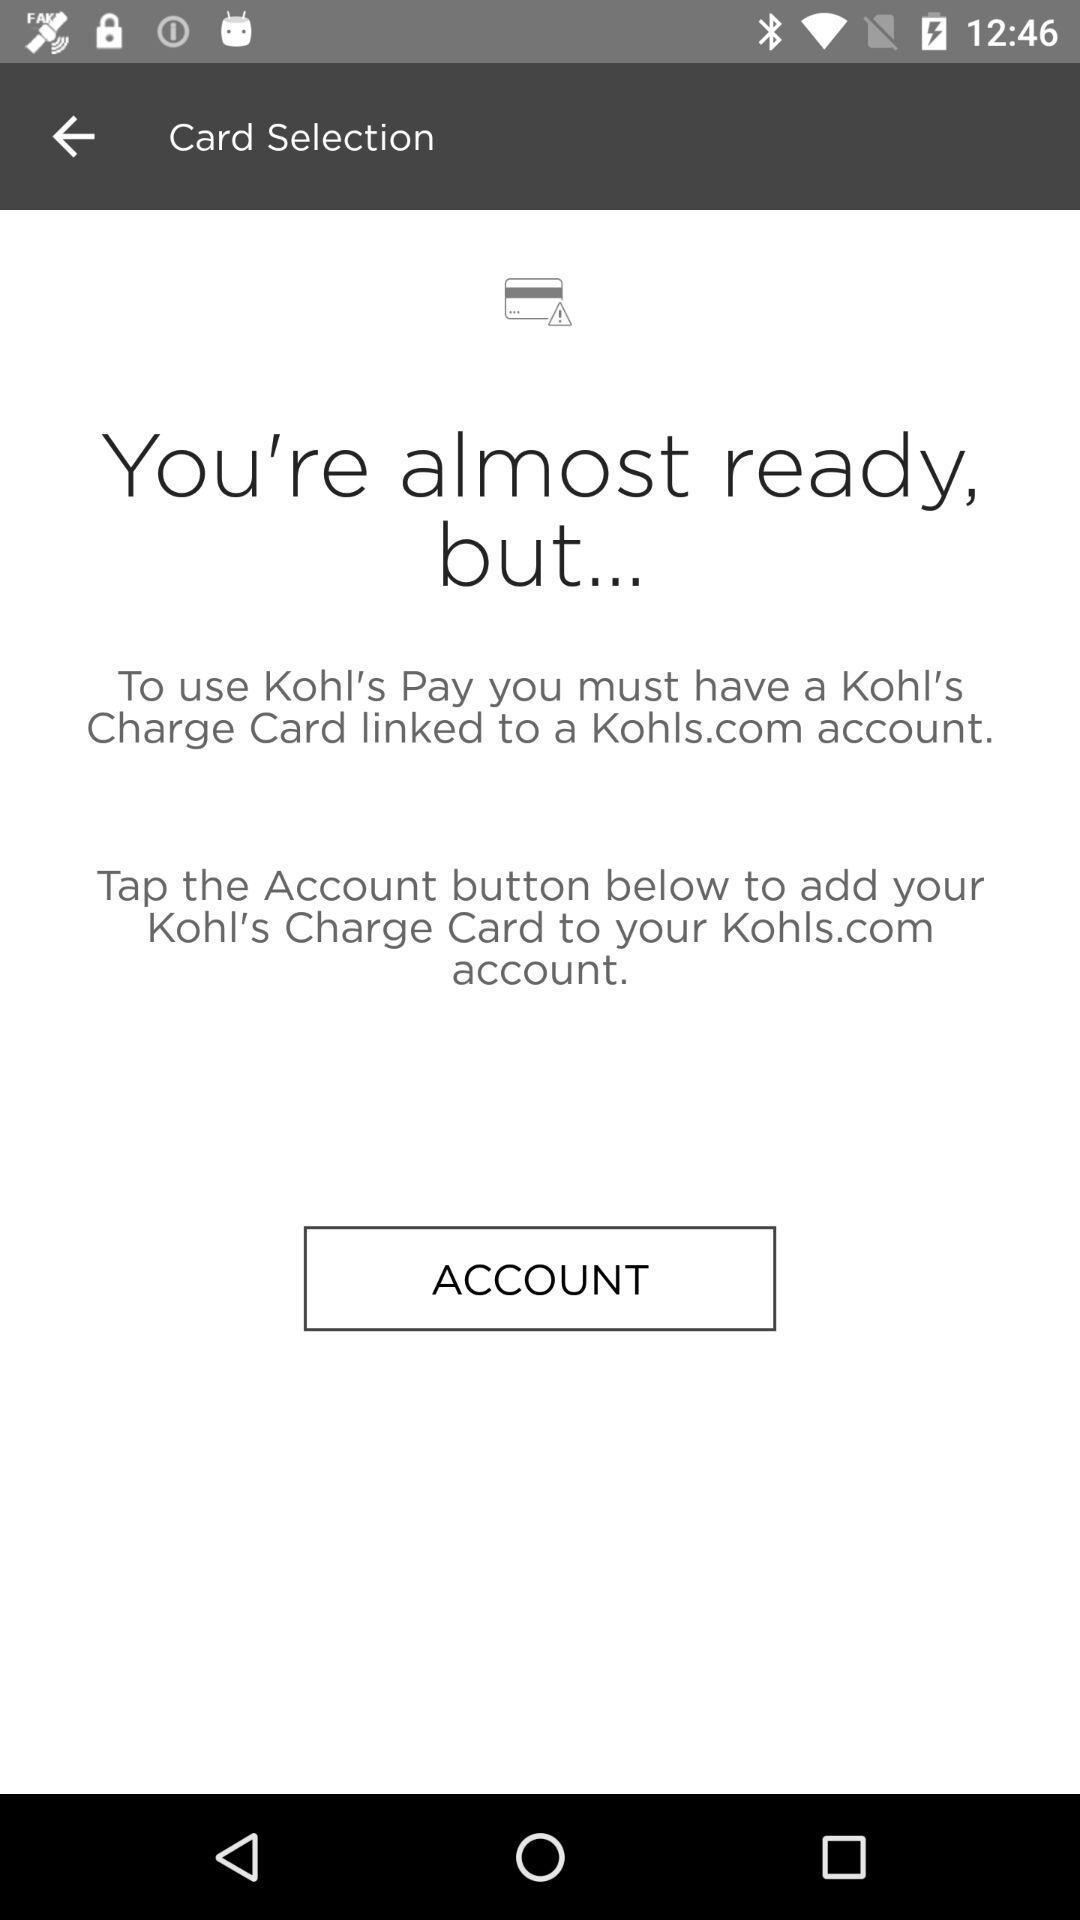 FAKE
12:46
Card Selection
You're almost ready,
but...
To use Kohl's Pay you must have a Kohl's
Charge Card linked to a Kohls.com account.
Tap the Account button below to add your
Kohl's Charge Card to your Kohls.com
account.
ACCOUNT